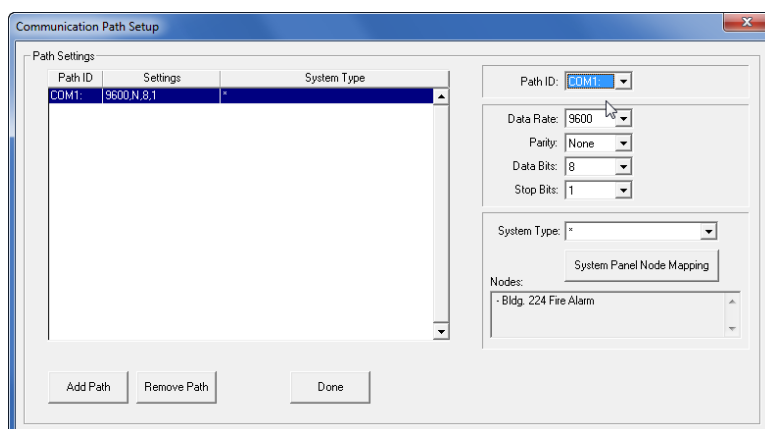 Communication Path Setup
Path Settings
Path ID Settings System Type
COM1: 9600,N,8,1 *
Path ID: COM1:
Data Rate: 9600
Parity: None
Data Bits: 8
Stop Bits: 1
System Type: *
System Panel Node Mapping
Nodes:
- Bldg. 224 Fire Alarm
Add Path Remove Path Done